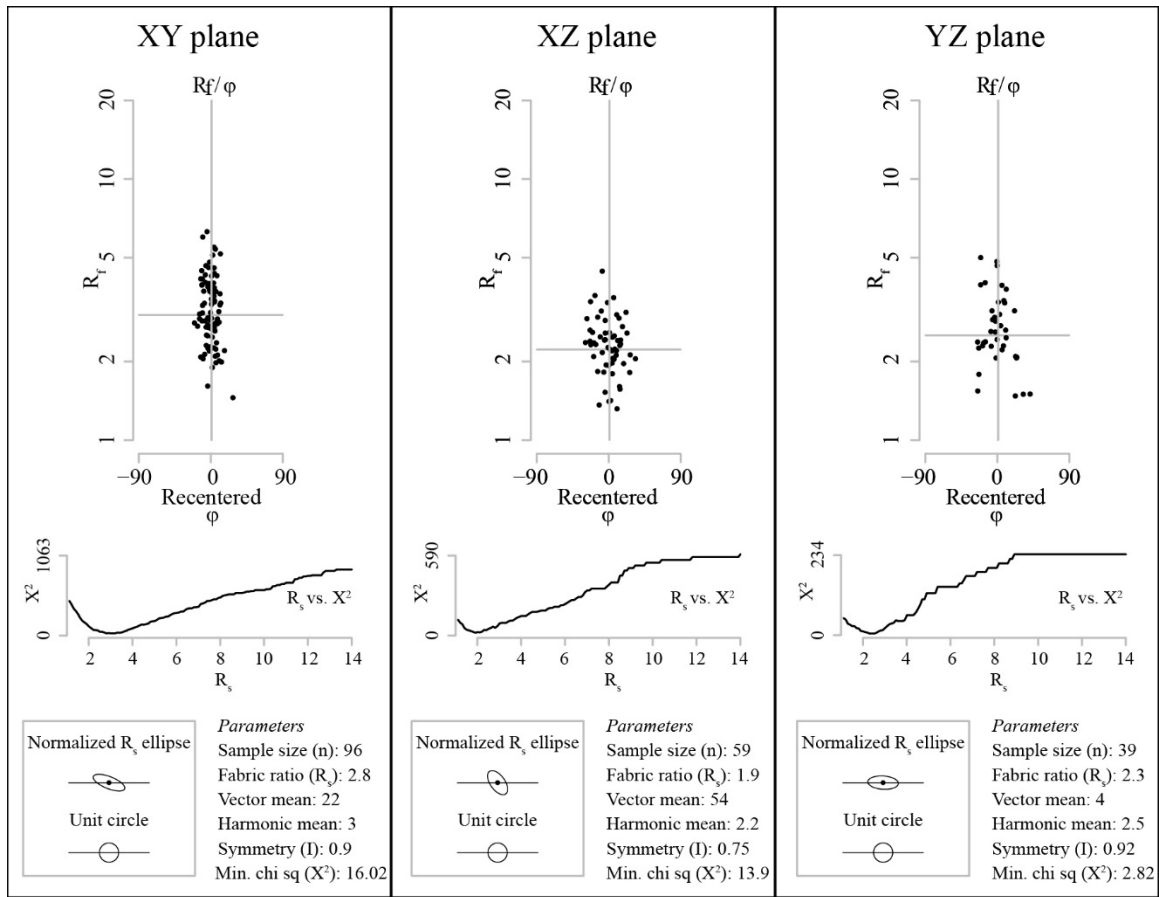 XY plane
Rf/φ
20
10
5
2
1
Rf
−90 0 90
Recentered
φ
1063
0
X²
Rs vs. X²
2 4 6 8 10 12 14
Rs
Normalized Rs ellipse
Unit circle
Parameters
Sample size (n): 96
Fabric ratio (Rs): 2.8
Vector mean: 22
Harmonic mean: 3
Symmetry (I): 0.9
Min. chi sq (X²): 16.02
XZ plane
Rf/φ
20
10
5
2
1
Rf
−90 0 90
Recentered
φ
590
0
X²
Rs vs. X²
2 4 6 8 10 12 14
Rs
Normalized Rs ellipse
Unit circle
Parameters
Sample size (n): 59
Fabric ratio (Rs): 1.9
Vector mean: 54
Harmonic mean: 2.2
Symmetry (I): 0.75
Min. chi sq (X²): 13.9
YZ plane
Rf/φ
20
10
5
2
1
Rf
−90 0 90
Recentered
φ
234
0
X²
Rs vs. X²
2 4 6 8 10 12 14
Rs
Normalized Rs ellipse
Unit circle
Parameters
Sample size (n): 39
Fabric ratio (Rs): 2.3
Vector mean: 4
Harmonic mean: 2.5
Symmetry (I): 0.92
Min. chi sq (X²): 2.82